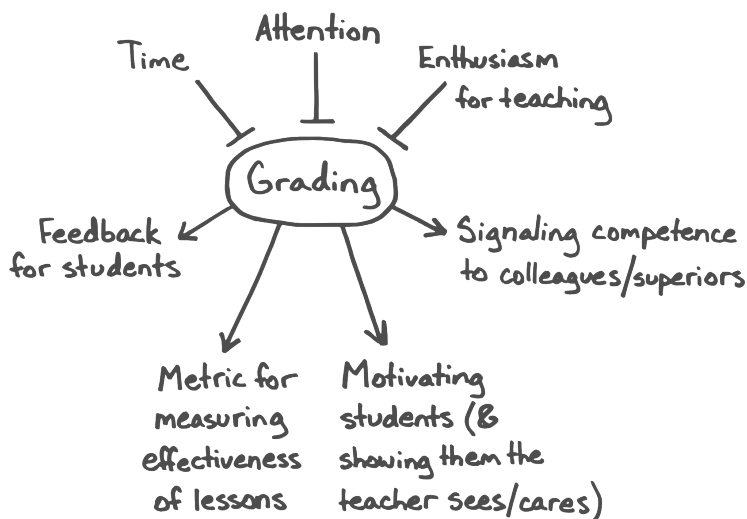 Attention
Time
Enthusiasm
for teaching
Grading
Feedback
for students
Signaling competence
to colleagues/superiors
Metric for
measuring
effectiveness
of lessons
Motivating
students (&
showing them the
teacher sees/cares)